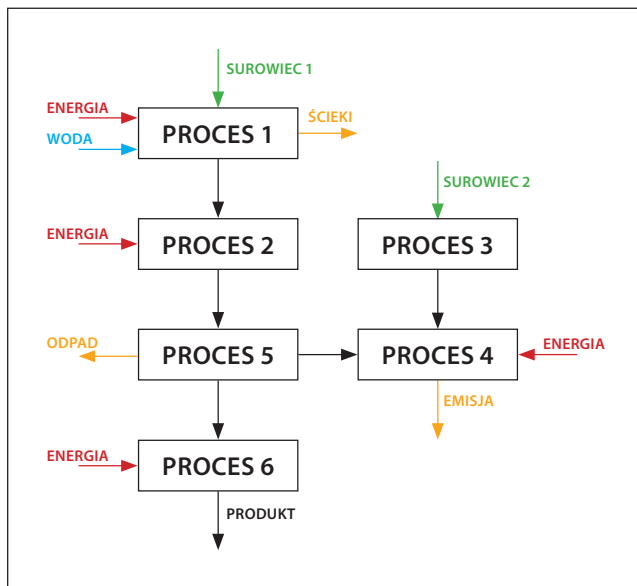 SUROWIEC 1
ENERGIA
WODA
PROCES 1
ŚCIEKI
SUROWIEC 2
ENERGIA
PROCES 2
PROCES 3
ODPAD
PROCES 5
PROCES 4
ENERGIA
EMISJA
ENERGIA
PROCES 6
PRODUKT